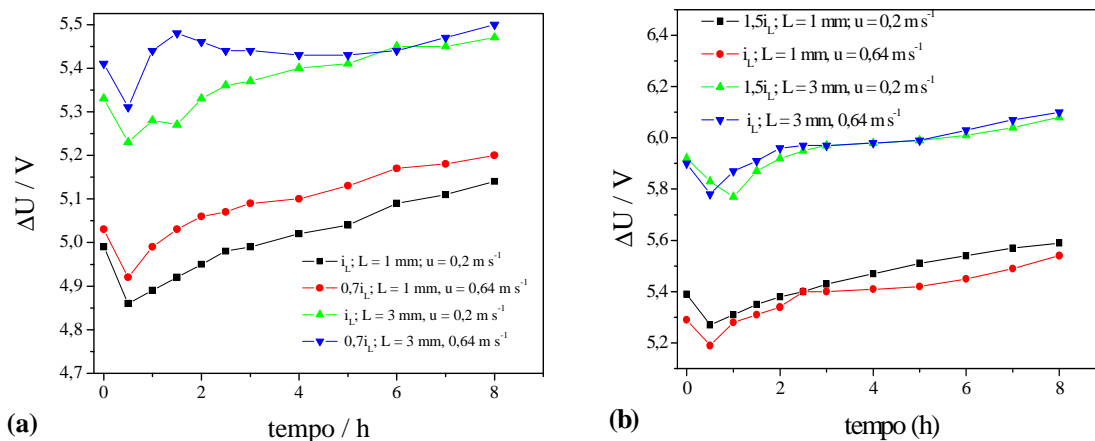 5,5
5,4
5,3
5,2
5,1
5,0
4,9
4,8
4,7
ΔU / V
i_L; L = 1 mm; u = 0,2 m s⁻¹
0,7i_L; L = 1 mm, u = 0,64 m s⁻¹
i_L; L = 3 mm, u = 0,2 m s⁻¹
0,7i_L; L = 3 mm, 0,64 m s⁻¹
0 2 4 6 8
tempo / h
(a)
6,4
6,2
6,0
5,8
5,6
5,4
5,2
ΔU / V
1,5i_L; L = 1 mm; u = 0,2 m s⁻¹
i_L; L = 1 mm, u = 0,64 m s⁻¹
1,5i_L; L = 3 mm, u = 0,2 m s⁻¹
i_L; L = 3 mm, 0,64 m s⁻¹
0 2 4 6 8
tempo (h)
(b)